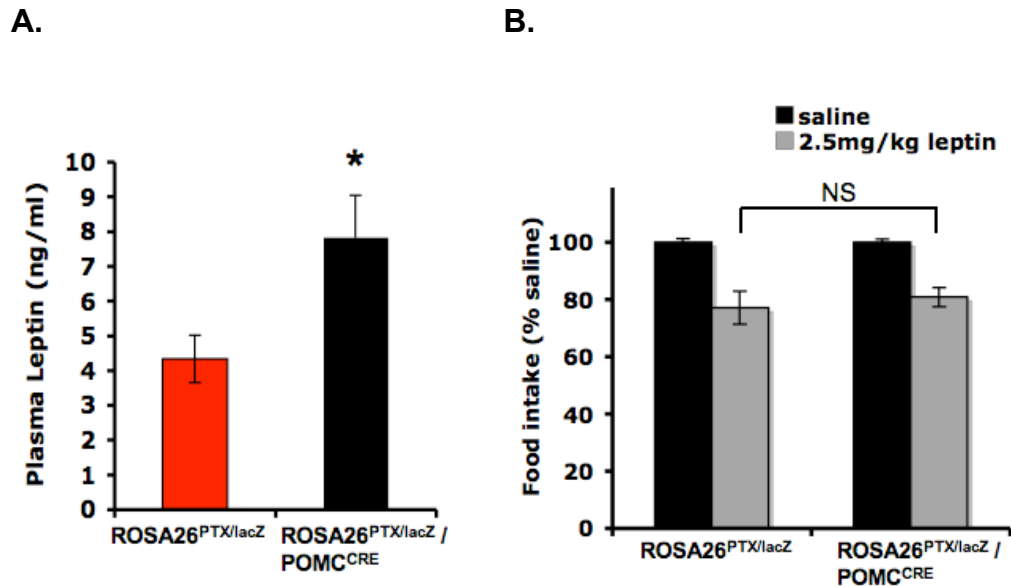 A.
B.
saline
2.5mg/kg leptin
Plasma Leptin (ng/ml)
10
9
8
7
6
5
4
3
2
1
0
*
ROSA26PTX/lacZ
ROSA26PTX/lacZ /
POMCCRE
Food intake (% saline)
100
80
60
40
20
0
NS
ROSA26PTX/lacZ
ROSA26PTX/lacZ /
POMCCRE